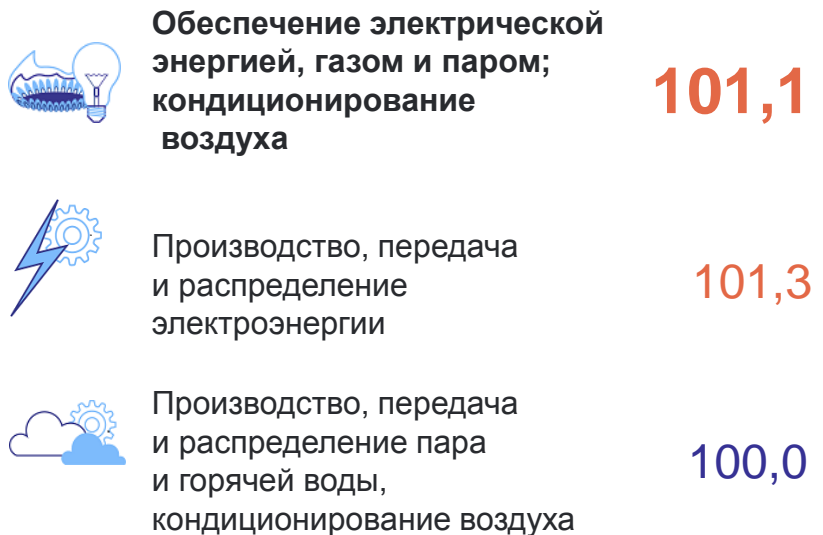 Обеспечение электрической
энергией, газом и паром;
кондиционирование
воздуха
101,1
Производство, передача
и распределение
электроэнергии
101,3
Производство, передача
и распределение пара
и горячей воды,
кондиционирование воздуха
100,0